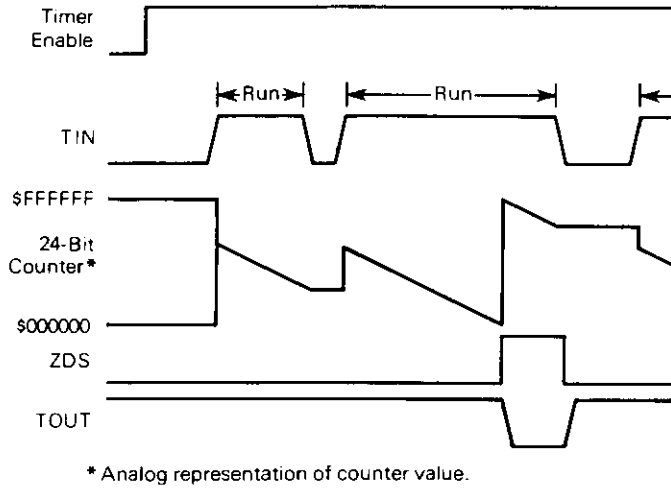 Timer
Enable
Run
Run
TIN
$FFFFFF
24-Bit
Counter*
$000000
ZDS
TOUT
* Analog representation of counter value.